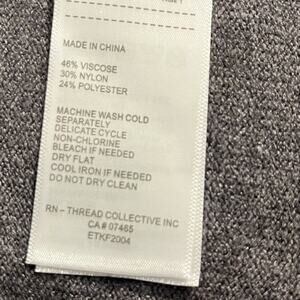 MADE IN CHINA
46% VISCOSE
30% NYLON
24% POLYESTER
MACHINE WASH COLD
SEPARATELY
DELICATE CYCLE
NON-CHLORINE
BLEACH IF NEEDED
DRY FLAT
COOL IRON IF NEEDED
DO NOT DRY CLEAN
RN – THREAD COLLECTIVE INC
CA # 07465
ETKF2004